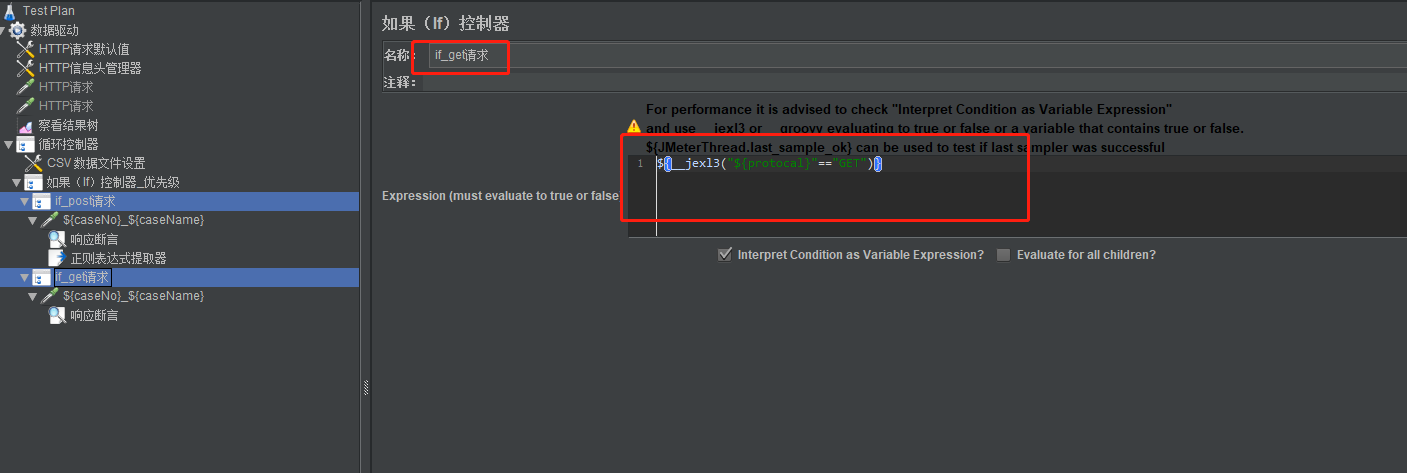 Test Plan
数据驱动
HTTP请求默认值
HTTP信息头管理器
HTTP请求
HTTP请求
察看结果树
循环控制器
CSV 数据文件设置
如果（If）控制器_优先级
if_post请求
${caseNo}_${caseName}
响应断言
正则表达式提取器
if_get请求
${caseNo}_${caseName}
响应断言
如果（If）控制器
名称： if_get请求
注释：
For performance it is advised to check "Interpret Condition as Variable Expression"
and use __jexl3 or __groovy evaluating to true or false or a variable that contains true or false.
${JMeterThread.last_sample_ok} can be used to test if last sampler was successful
1 ${__jexl3("${protocal}"=="GET")}
Expression (must evaluate to true or false
Interpret Condition as Variable Expression? Evaluate for all children?